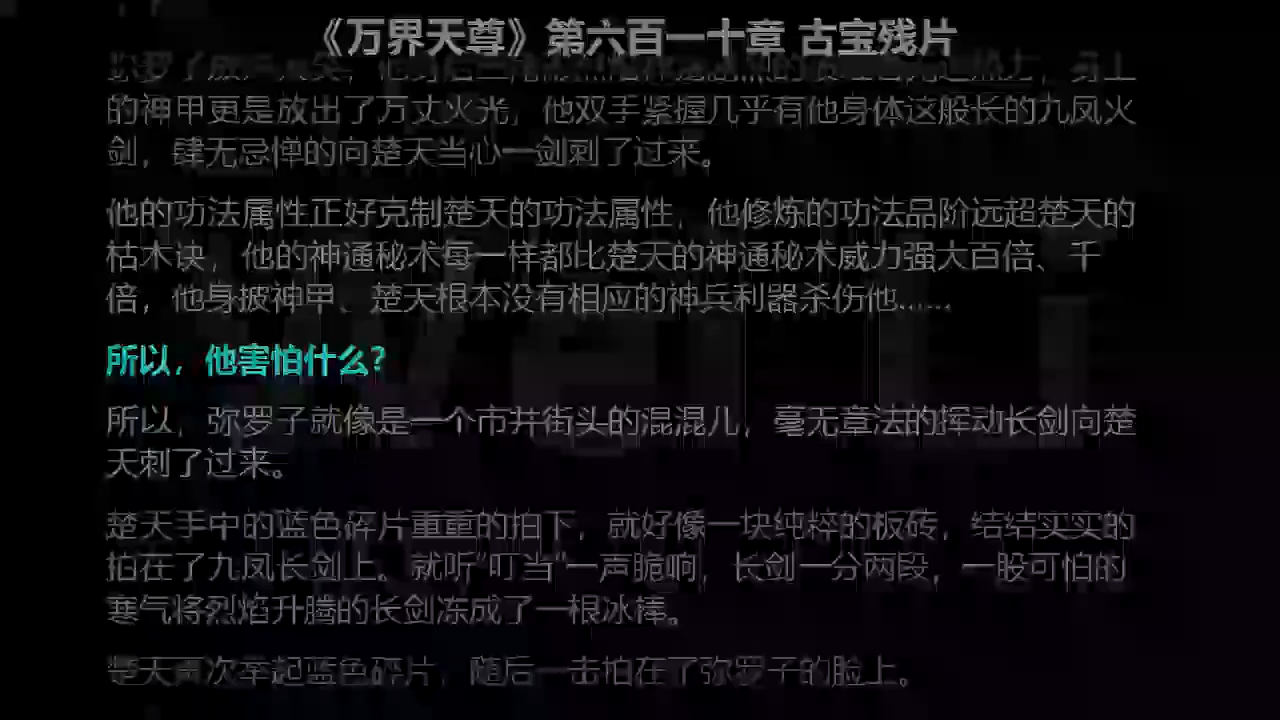 《万界天尊》第六百一十章 古宝残片
的神甲更是放出了万丈火光，他双手紧握几乎有他身体这般长的九凤火
剑，肆无忌惮的向楚天当心一剑刺了过来。
他的功法属性正好克制楚天的功法属性，他修炼的功法品阶远超楚天的
枯木诀，他的神通秘术每一样都比楚天的神通秘术威力强大百倍、千
倍，他身披神甲、楚天根本没有相应的神兵利器杀伤他……
所以，他害怕什么？
所以，弥罗子就像是一个市井街头的混混儿，毫无章法的挥动长剑向楚
天刺了过来。
楚天手中的蓝色碎片重重的拍下，就好像一块纯粹的板砖，结结实实的
拍在了九凤长剑上。就听“叮当”一声脆响，长剑一分两段，一股可怕的
寒气将烈焰升腾的长剑冻成了一根冰棒。
楚天再次举起蓝色碎片，随后一击拍在了弥罗子的脸上。